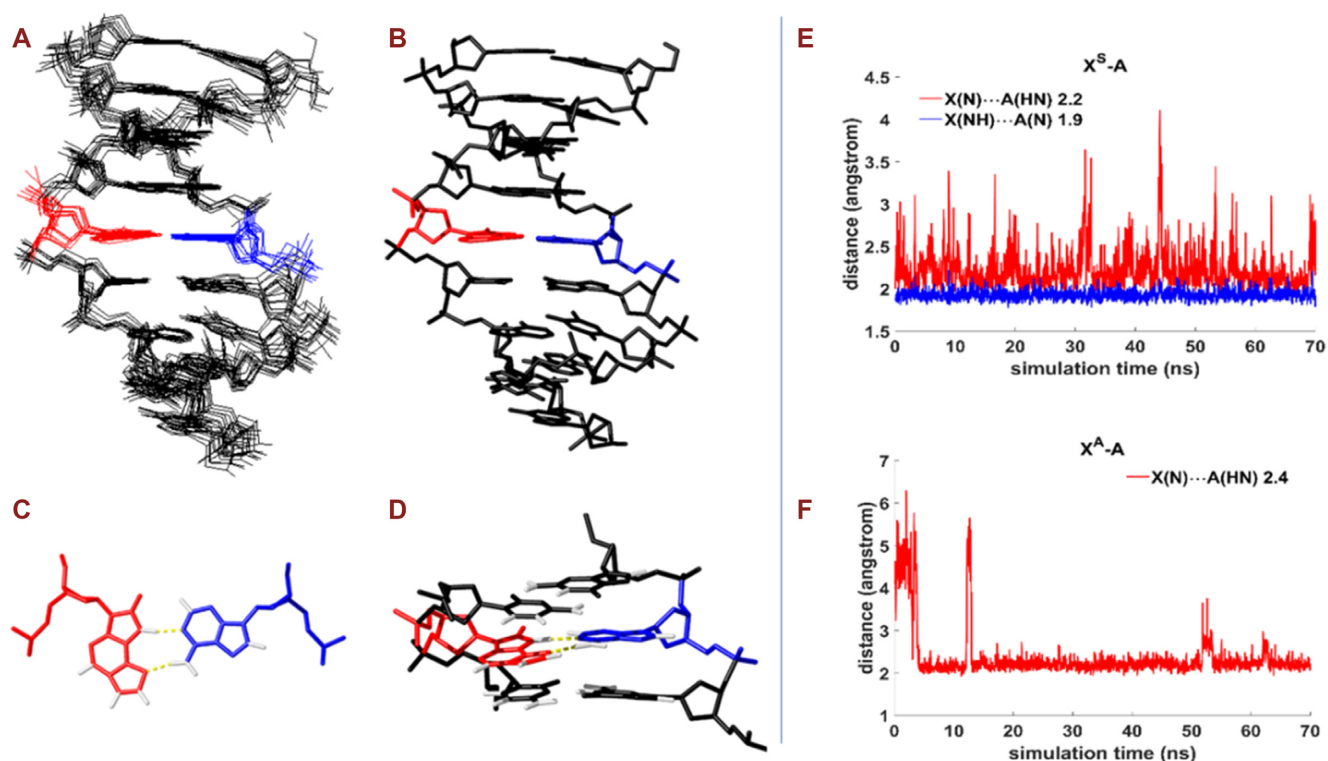 A
B
C
D
E
Xˢ-A
X(N)···A(HN) 2.2
X(NH)···A(N) 1.9
distance (angstrom)
4.5
4
3.5
3
2.5
2
1.5
0 10 20 30 40 50 60 70
simulation time (ns)
F
Xᴬ-A
X(N)···A(HN) 2.4
distance (angstrom)
7
6
5
4
3
2
1
0 10 20 30 40 50 60 70
simulation time (ns)